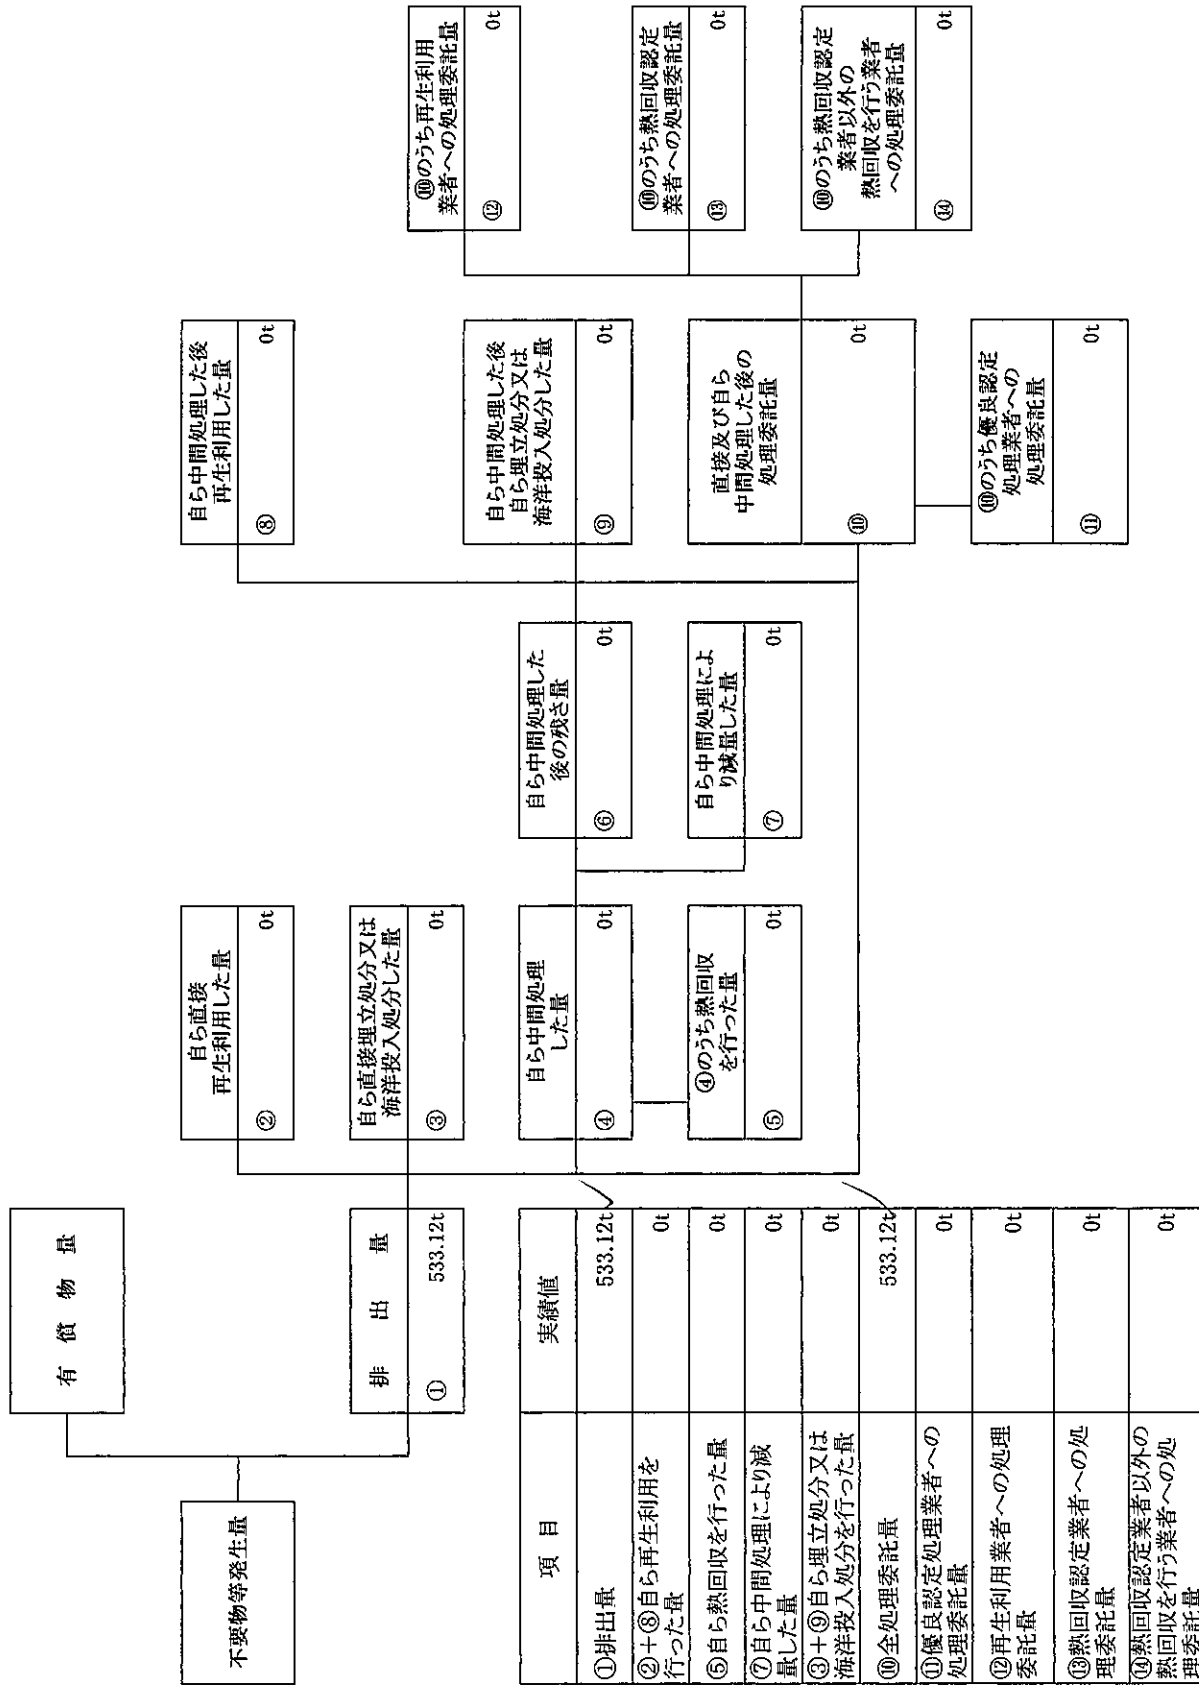 不要物等発生量
有償物量
排出量
① 533.12t
自ら直接
再生利用した量
② 0t
自ら直接埋立処分又は
海洋投入処分した量
③ 0t
自ら中間処理
した量
④ 0t
④のうち熱回収
を行った量
⑤ 0t
自ら中間処理した
後の残さ量
⑥ 0t
自ら中間処理によ
り減量した量
⑦ 0t
自ら中間処理した後
再生利用した量
⑧ 0t
自ら中間処理した後
自ら埋立処分又は
海洋投入処分した量
⑨ 0t
直接及び自ら
中間処理した後の
処理委託量
⑩ 0t
⑩のうち優良認定
処理業者への
処理委託量
⑪ 0t
⑩のうち再生利用
業者への処理委託量
⑫ 0t
⑩のうち熱回収認定
業者への処理委託量
⑬ 0t
⑩のうち熱回収認定
業者以外の
熱回収を行う業者
への処理委託量
⑭ 0t
項目 実績値
①排出量 533.12t
②+⑧自ら再生利用を
行った量 0t
⑤自ら熱回収を行った量 0t
⑦自ら中間処理により減
量した量 0t
③+⑨自ら埋立処分又は
海洋投入処分を行った量 0t
⑩全処理委託量 533.12t
⑪優良認定処理業者への
処理委託量 0t
⑫再生利用業者への処理
委託量 0t
⑬熱回収認定業者への処
理委託量 0t
⑭熱回収認定業者以外の
熱回収を行う業者への処
理委託量 0t